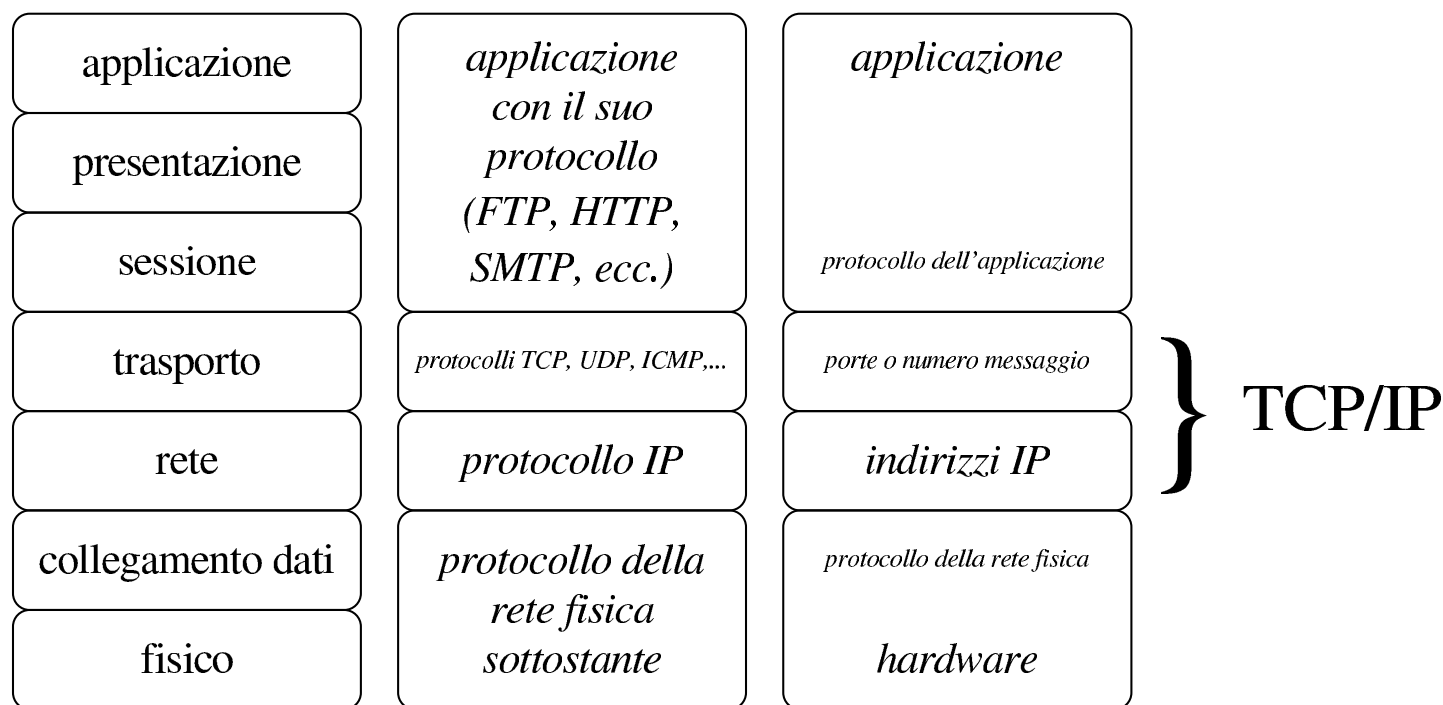 applicazione
presentazione
sessione
trasporto
rete
collegamento dati
fisico
applicazione
con il suo
protocollo
(FTP, HTTP,
SMTP, ecc.)
protocolli TCP, UDP, ICMP,...
protocollo IP
protocollo della
rete fisica
sottostante
applicazione
protocollo dell'applicazione
porte o numero messaggio
indirizzi IP
protocollo della rete fisica
hardware
} TCP/IP